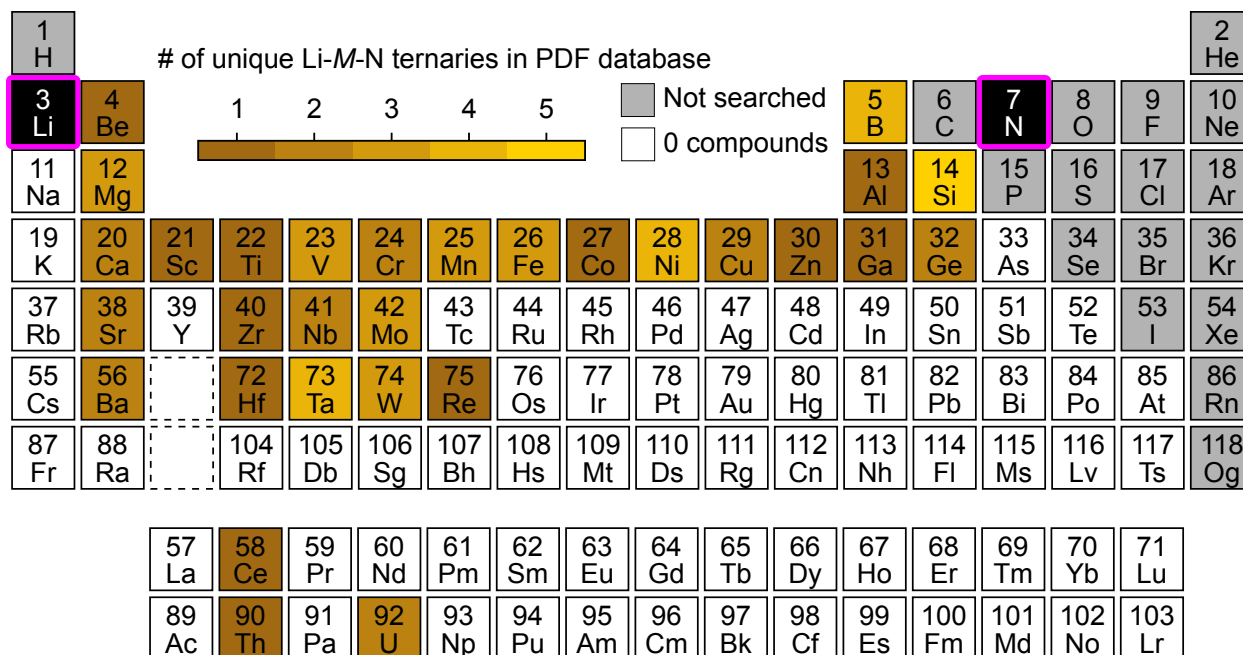 1 2
H # of unique Li-M-N ternaries in PDF database He
3 4 1 2 3 4 5 Not searched 5 6 7 8 9 10
Li Be 0 compounds B C N O F Ne
11 12 13 14 15 16 17 18
Na Mg Al Si P S Cl Ar
19 20 21 22 23 24 25 26 27 28 29 30 31 32 33 34 35 36
K Ca Sc Ti V Cr Mn Fe Co Ni Cu Zn Ga Ge As Se Br Kr
37 38 39 40 41 42 43 44 45 46 47 48 49 50 51 52 53 54
Rb Sr Y Zr Nb Mo Tc Ru Rh Pd Ag Cd In Sn Sb Te I Xe
55 56 72 73 74 75 76 77 78 79 80 81 82 83 84 85 86
Cs Ba Hf Ta W Re Os Ir Pt Au Hg Tl Pb Bi Po At Rn
87 88 104 105 106 107 108 109 110 111 112 113 114 115 116 117 118
Fr Ra Rf Db Sg Bh Hs Mt Ds Rg Cn Nh Fl Ms Lv Ts Og
57 58 59 60 61 62 63 64 65 66 67 68 69 70 71
La Ce Pr Nd Pm Sm Eu Gd Tb Dy Ho Er Tm Yb Lu
89 90 91 92 93 94 95 96 97 98 99 100 101 102 103
Ac Th Pa U Np Pu Am Cm Bk Cf Es Fm Md No Lr